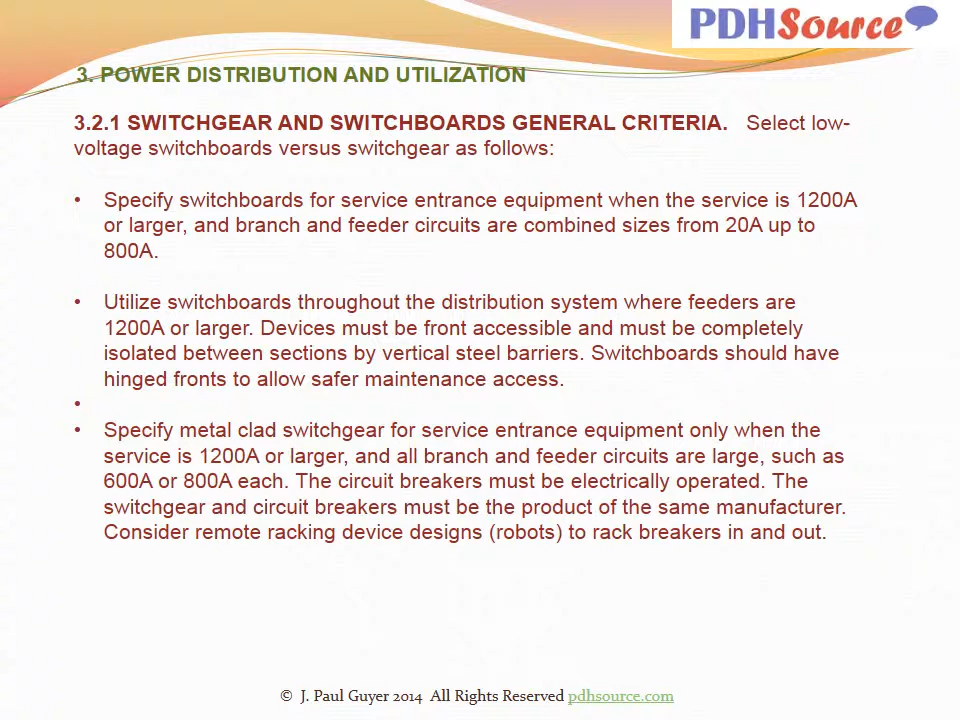 PDHSource
3. POWER DISTRIBUTION AND UTILIZATION
3.2.1 SWITCHGEAR AND SWITCHBOARDS GENERAL CRITERIA. Select low-
voltage switchboards versus switchgear as follows:
• Specify switchboards for service entrance equipment when the service is 1200A
or larger, and branch and feeder circuits are combined sizes from 20A up to
800A.
• Utilize switchboards throughout the distribution system where feeders are
1200A or larger. Devices must be front accessible and must be completely
isolated between sections by vertical steel barriers. Switchboards should have
hinged fronts to allow safer maintenance access.
•
• Specify metal clad switchgear for service entrance equipment only when the
service is 1200A or larger, and all branch and feeder circuits are large, such as
600A or 800A each. The circuit breakers must be electrically operated. The
switchgear and circuit breakers must be the product of the same manufacturer.
Consider remote racking device designs (robots) to rack breakers in and out.
© J. Paul Guyer 2014 All Rights Reserved pdhsource.com